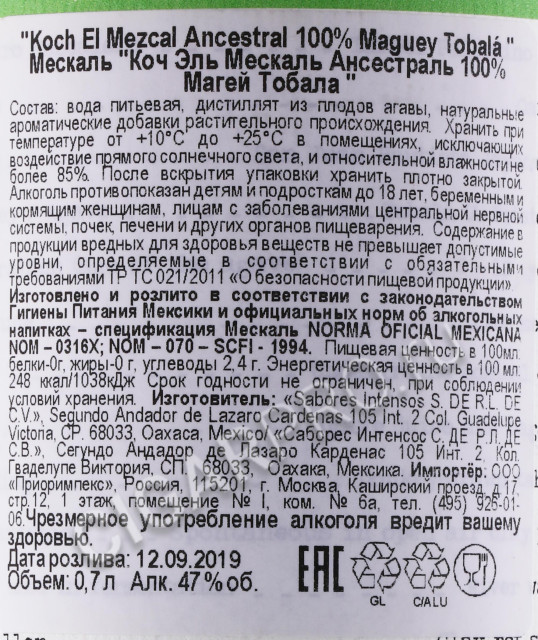 "Koch El Mezcal Ancestral 100% Maguey Tobalá "
Мескаль "Коч Эль Мескаль Ансестраль 100%
Магей Тобала "
Состав: вода питьевая, дистиллят из плодов агавы, натуральные
ароматические добавки растительного происхождения. Хранить при
температуре от +10°С до +25°С в помещениях, исключающих
воздействие прямого солнечного света, и относительной влажности не
более 85%. После вскрытия упаковки хранить плотно закрытой.
Алкоголь противопоказан детям и подросткам до 18 лет, беременным и
кормящим женщинам, лицам с заболеваниями центральной нервной
системы, почек, печени и других органов пищеварения. Содержание в
продукции вредных для здоровья веществ не превышает допустимые
уровни, определяемые в соответствии с обязательными
требованиями ТР ТС 021/2011 «О безопасности пищевой продукции»
Изготовлено и розлито в соответствии с законодательством
Гигиены Питания Мексики и официальных норм об алкогольных
напитках – спецификация Мескаль NORMA OFICIAL MEXICANA
NOM – 0316X; NOM – 070 – SCFI - 1994. Пищевая ценность в 100мл:
белки-0г, жиры-0 г, углеводы 2,4 г. Энергетическая ценность в 100 мл:
248 ккал/1038кДж Срок годности не ограничен, при соблюдении
условий хранения. Изготовитель: «Sabores Intensos S. DE R.L. DE
C.V.», Segundo Andador de Lazaro Cardenas 105 Int. 2 Col. Guadelupe
Victoria, CP. 68033, Oaxaca, Mexico/ «Саборес Интенсос С. ДЕ Р.Л. ДЕ
С.В.», Сегундо Андадор де Лазаро Карденас 105 Инт. 2, Кол.
Гваделупе Виктория, СП. 68033, Оахака, Мексика. Импортёр: ООО
«Приоримпекс», Россия, 115201, г. Москва, Каширский проезд, д.17,
стр.12, 1 этаж, помещение № I, ком. № 6а, тел. (495) 926-01-
06. Чрезмерное употребление алкоголя вредит вашему
здоровью.
Дата розлива: 12.09.2019
Объем: 0,7л Алк. 47% об.
EAC
GL C/ALU